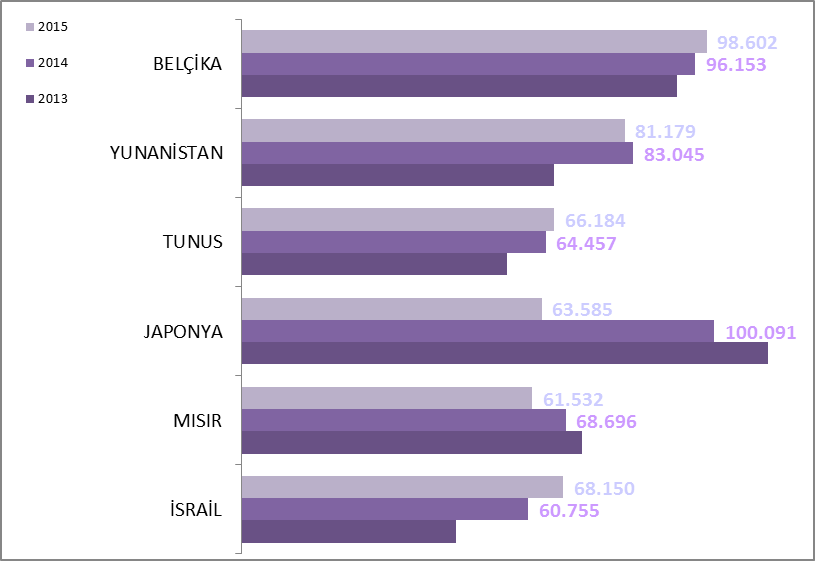 2015
2014
2013
BELÇİKA
98.602
96.153
YUNANİSTAN
81.179
83.045
TUNUS
66.184
64.457
JAPONYA
63.585
100.091
MISIR
61.532
68.696
İSRAİL
68.150
60.755